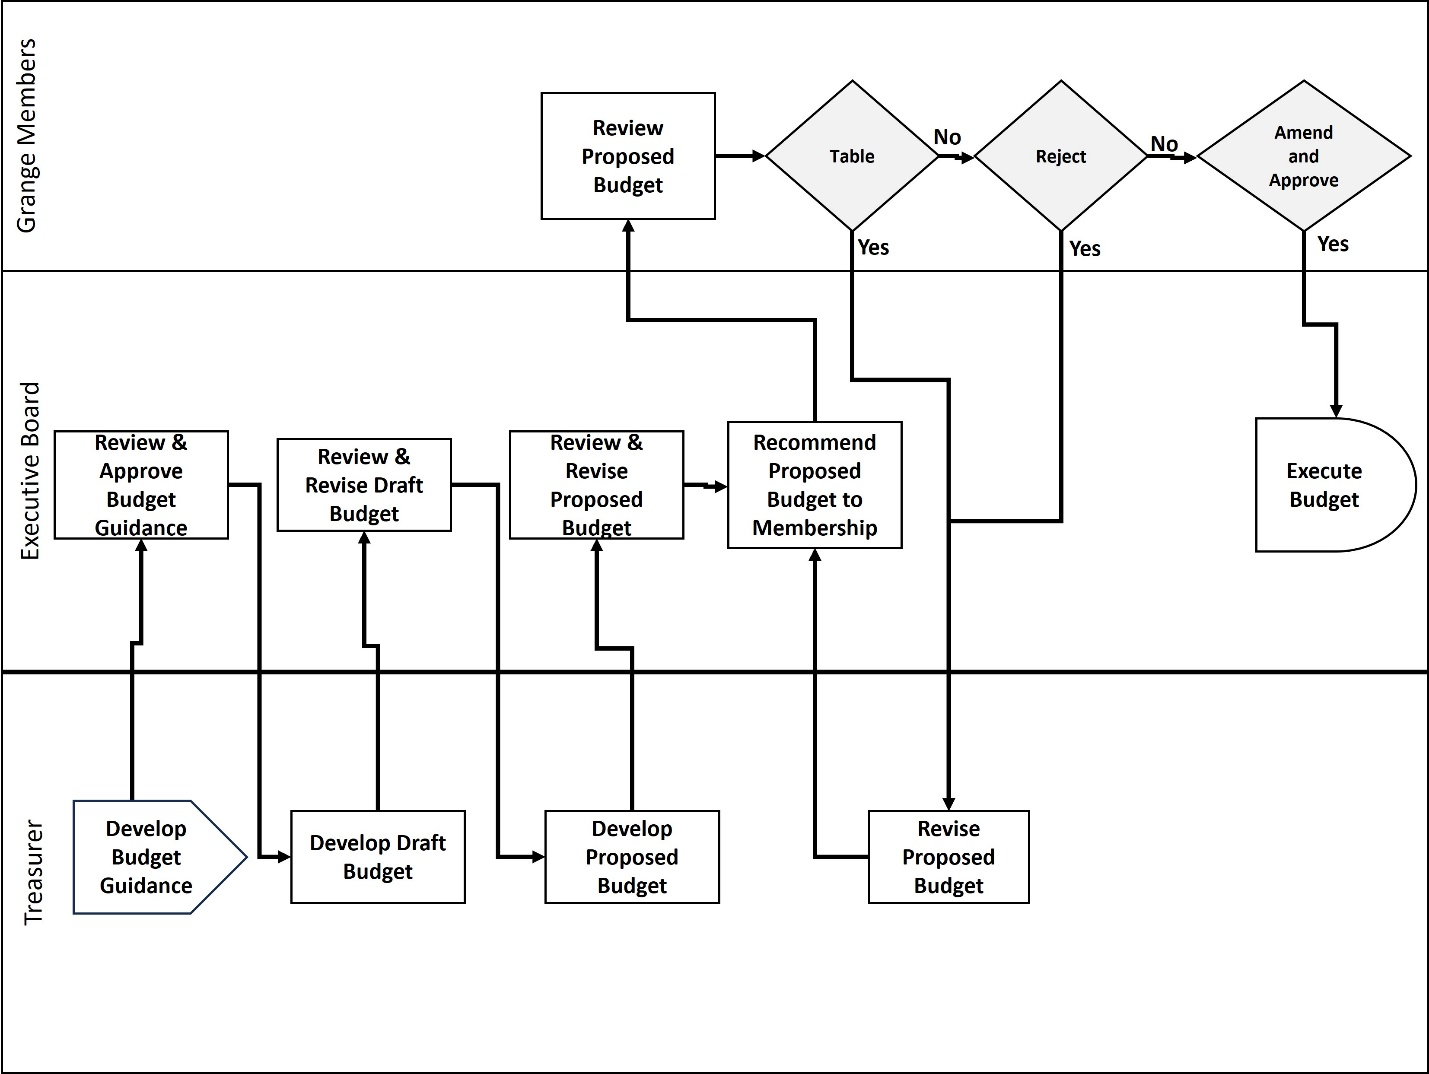 Grange Members
Review
Proposed
Budget
Table
No
Reject
No
Amend
and
Approve
Yes
Yes
Yes
Executive Board
Review &
Approve
Budget
Guidance
Review &
Revise Draft
Budget
Review &
Revise
Proposed
Budget
Recommend
Proposed
Budget to
Membership
Execute
Budget
Treasurer
Develop
Budget
Guidance
Develop Draft
Budget
Develop
Proposed
Budget
Revise
Proposed
Budget